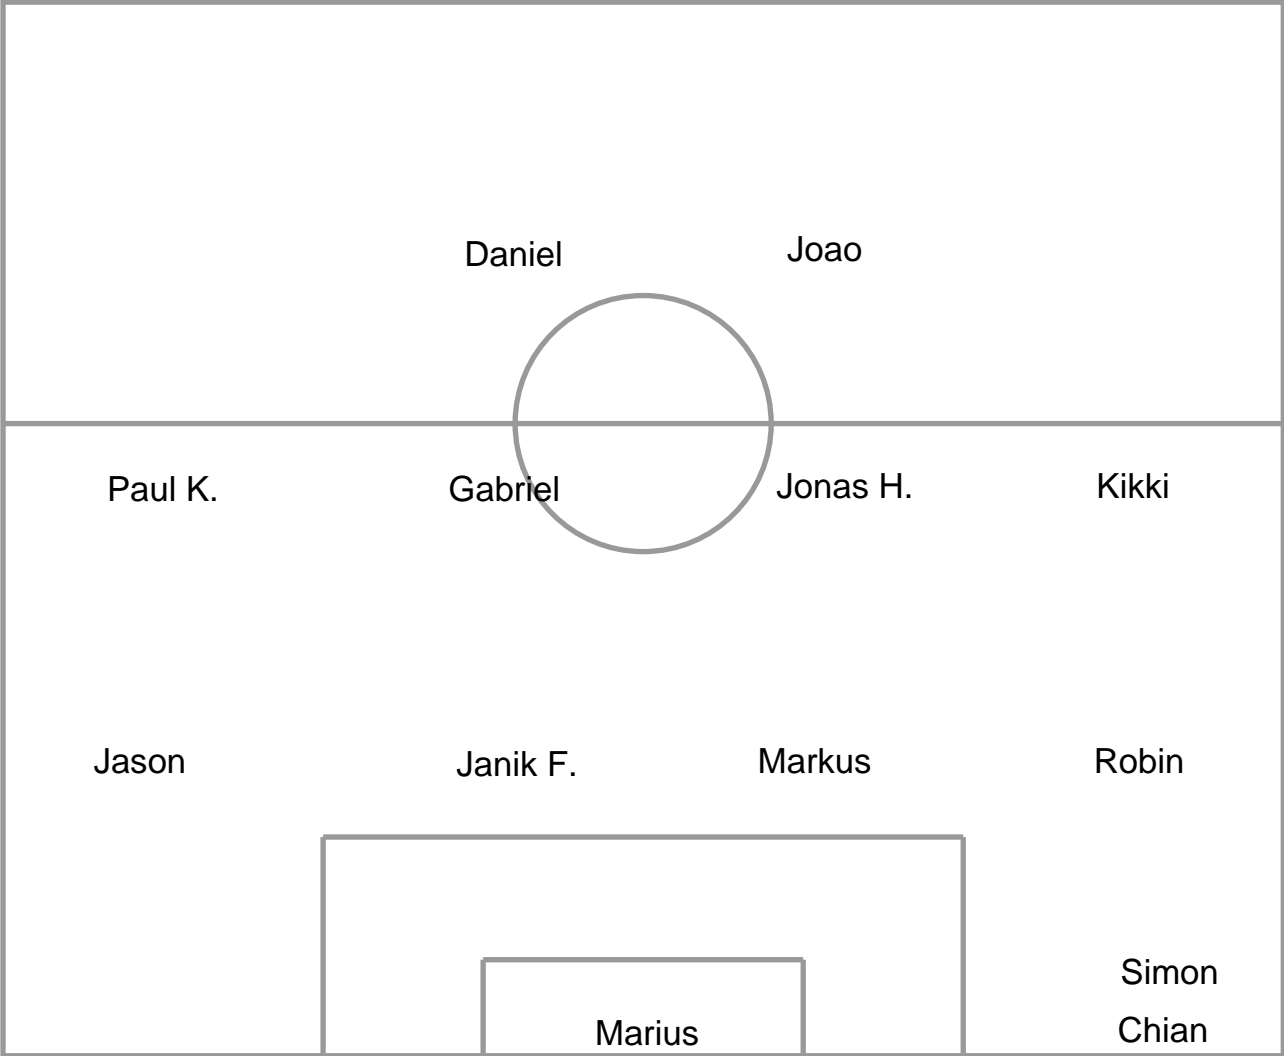 Daniel Joao
Paul K. Gabriel Jonas H. Kikki
Jason Janik F. Markus Robin
Simon
Marius Chian